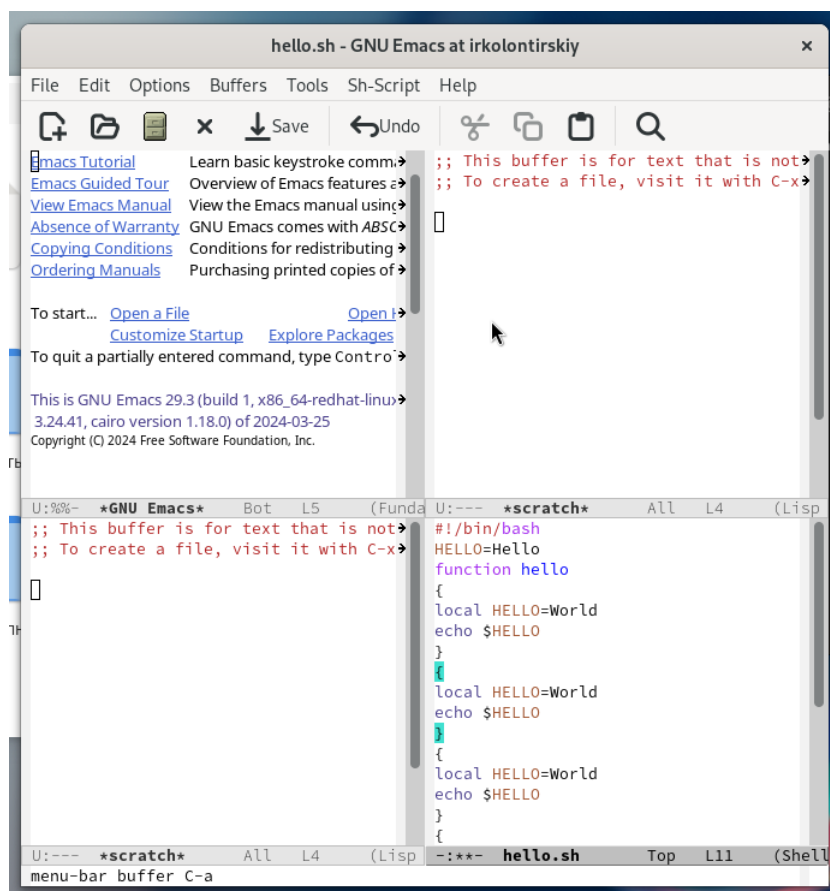 hello.sh - GNU Emacs at irkolontirskiy ×
File Edit Options Buffers Tools Sh-Script Help
Save Undo
Emacs Tutorial Learn basic keystroke comma
Emacs Guided Tour Overview of Emacs features a
View Emacs Manual View the Emacs manual using
Absence of Warranty GNU Emacs comes with ABSO
Copying Conditions Conditions for redistributing
Ordering Manuals Purchasing printed copies of
To start... Open a File Open H
Customize Startup Explore Packages
To quit a partially entered command, type Control
This is GNU Emacs 29.3 (build 1, x86_64-redhat-linux
3.24.41, cairo version 1.18.0) of 2024-03-25
Copyright (C) 2024 Free Software Foundation, Inc.
U:%%- *GNU Emacs* Bot L5 (Funda
;; This buffer is for text that is not
;; To create a file, visit it with C-x
U:--- *scratch* All L4 (Lisp
;; This buffer is for text that is not
;; To create a file, visit it with C-x
U:--- *scratch* All L4 (Lisp
#!/bin/bash
HELLO=Hello
function hello
{
local HELLO=World
echo $HELLO
}
{
local HELLO=World
echo $HELLO
}
{
local HELLO=World
echo $HELLO
}
{
-:**- hello.sh Top L11 (Shell
menu-bar buffer C-a